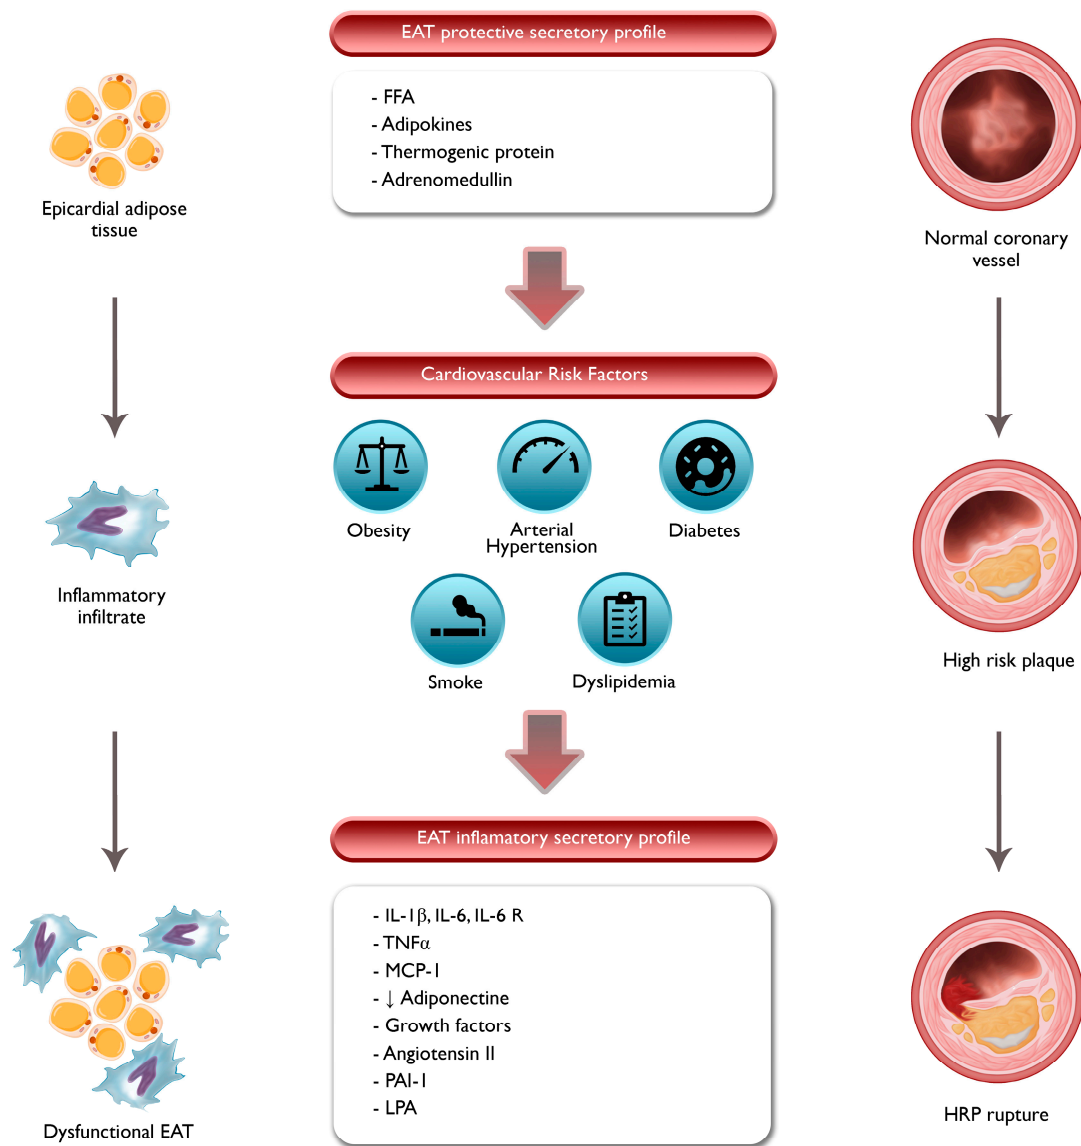 EAT protective secretory profile
- FFA
- Adipokines
- Thermogenic protein
- Adrenomedullin
Epicardial adipose
tissue
Normal coronary
vessel
Cardiovascular Risk Factors
Obesity
Arterial
Hypertension
Diabetes
Inflammatory
infiltrate
Smoke
Dyslipidemia
High risk plaque
EAT inflamatory secretory profile
- IL-1β, IL-6, IL-6 R
- TNFα
- MCP-1
- ↓ Adiponectine
- Growth factors
- Angiotensin II
- PAI-1
- LPA
Dysfunctional EAT
HRP rupture